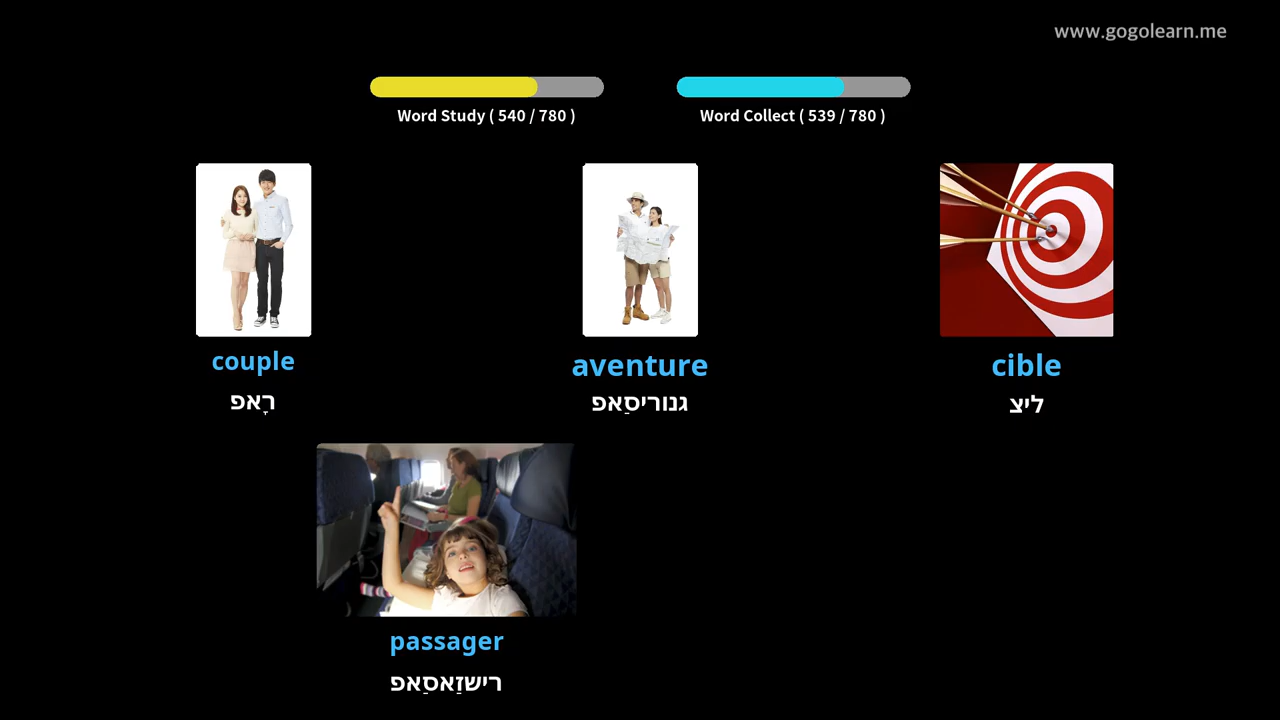 www.gogolearn.me
Word Study ( 540 / 780 )
Word Collect ( 539 / 780 )
couple
רָאפ
aventure
גנוריסַאפ
cible
ליצ
passager
רישזַאסַאפ